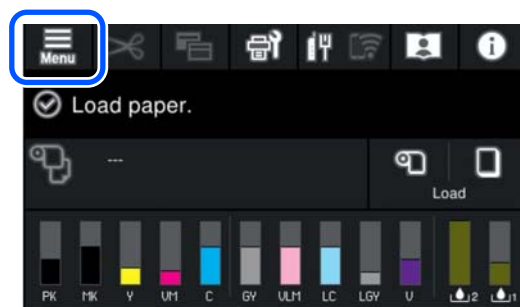 Menu
i
Load paper.
---
Load
PK MK Y VM C GY VLM LC LGY V 2 1